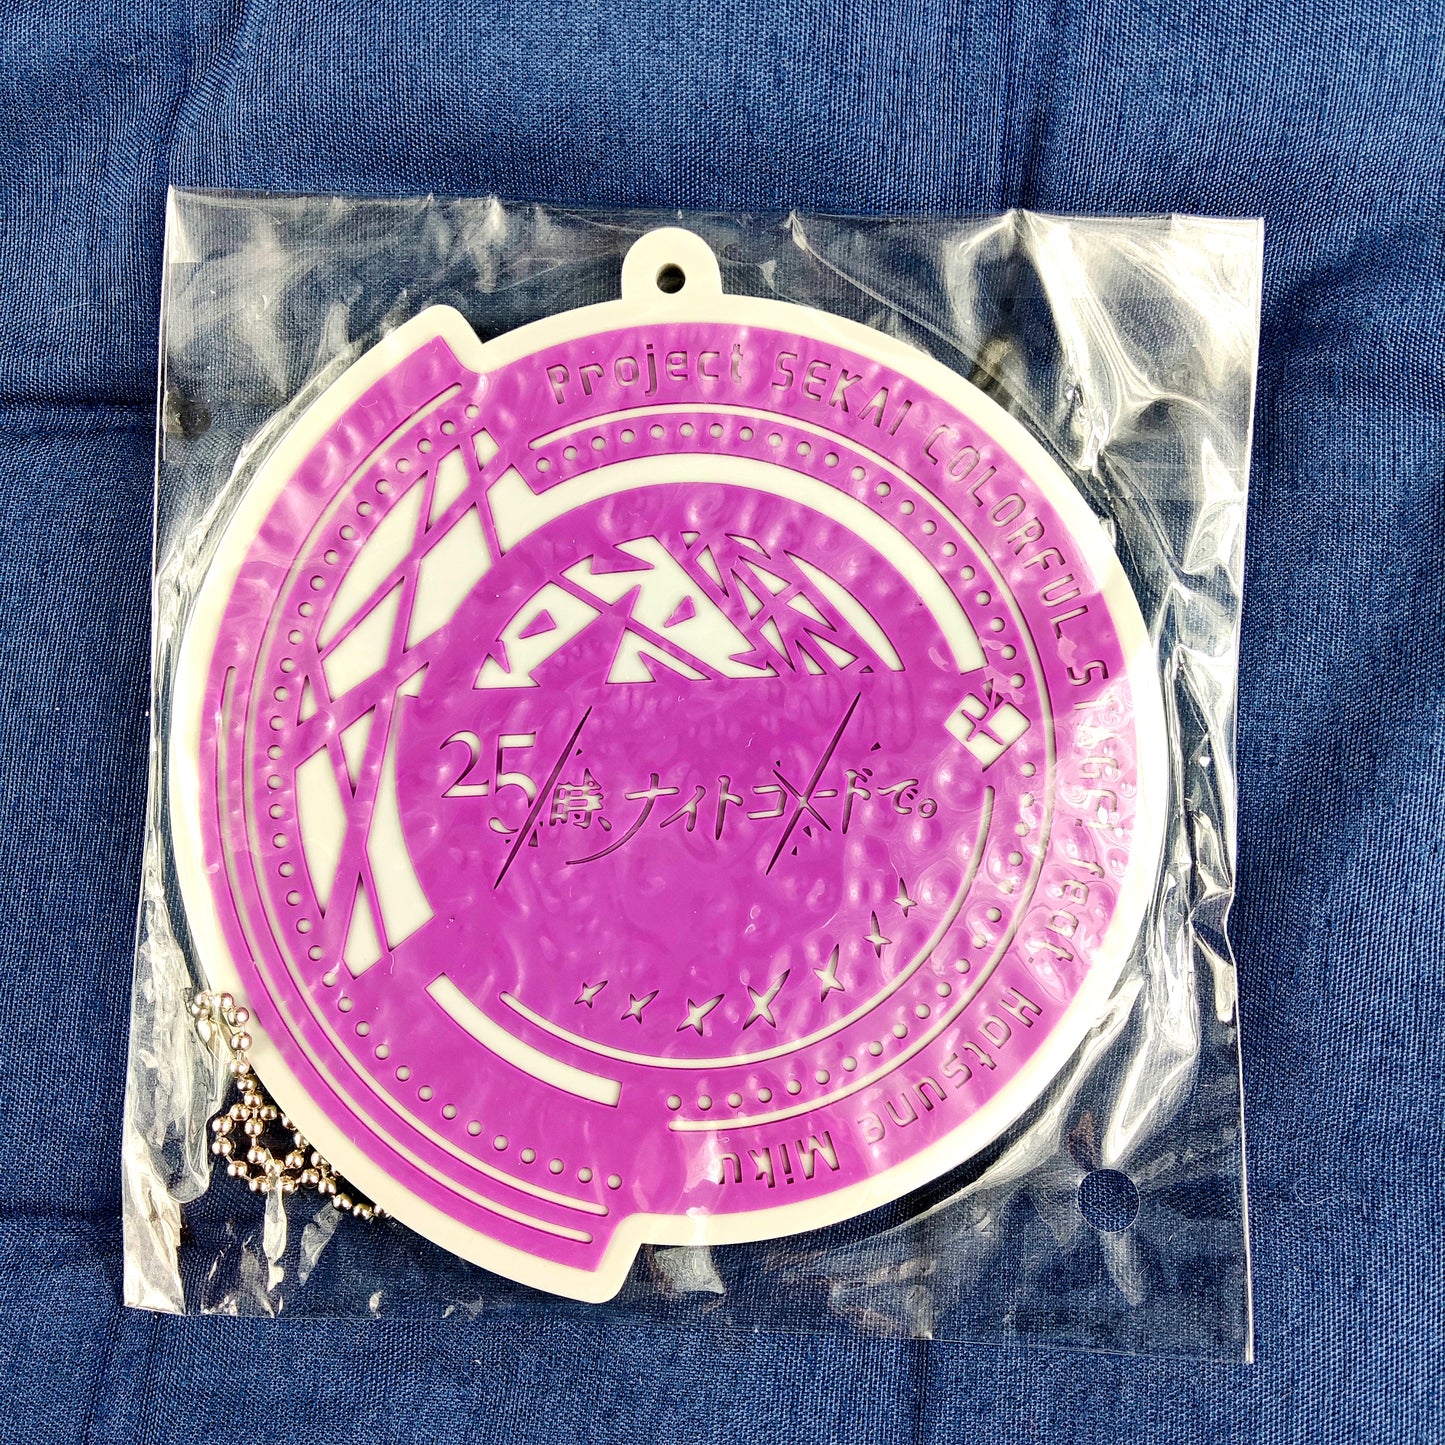 Project SEKAI COLORFUL STAGE! feat. Hatsune Miku
25時、ナイトコードで。